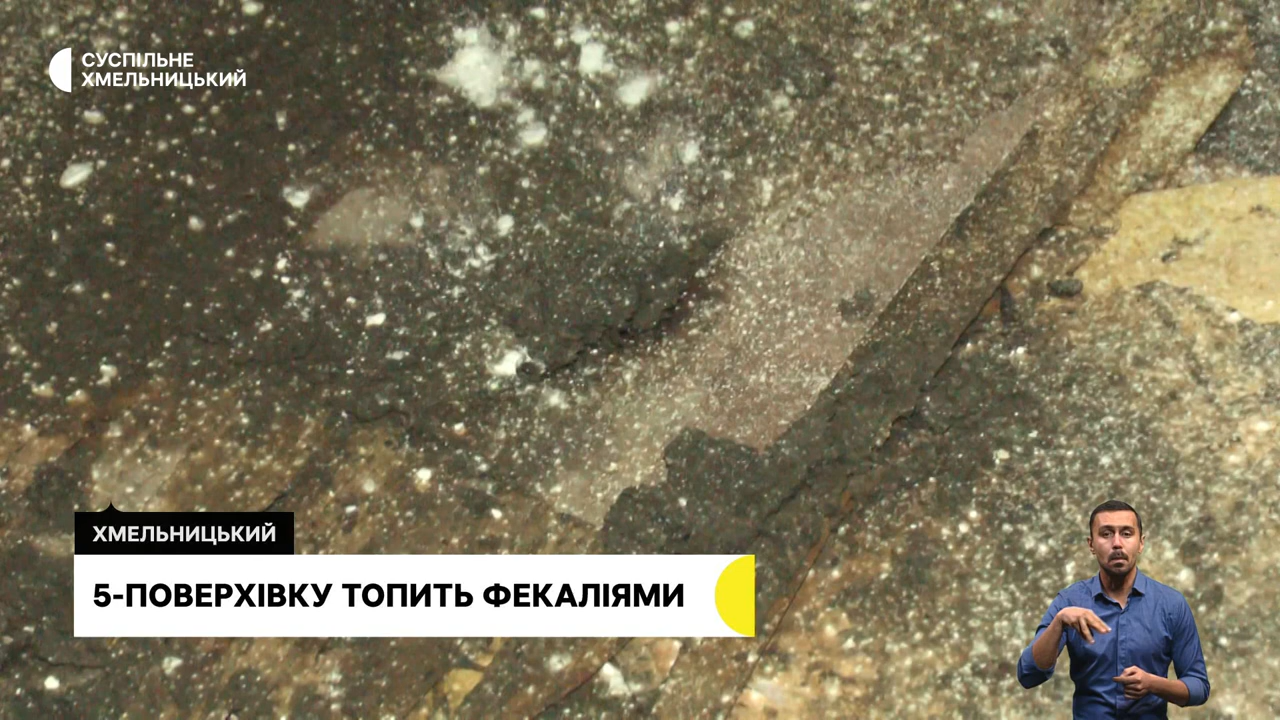 СУСПІЛЬНЕ
ХМЕЛЬНИЦЬКИЙ
ХМЕЛЬНИЦЬКИЙ
5-ПОВЕРХІВКУ ТОПИТЬ ФЕКАЛІЯМИ